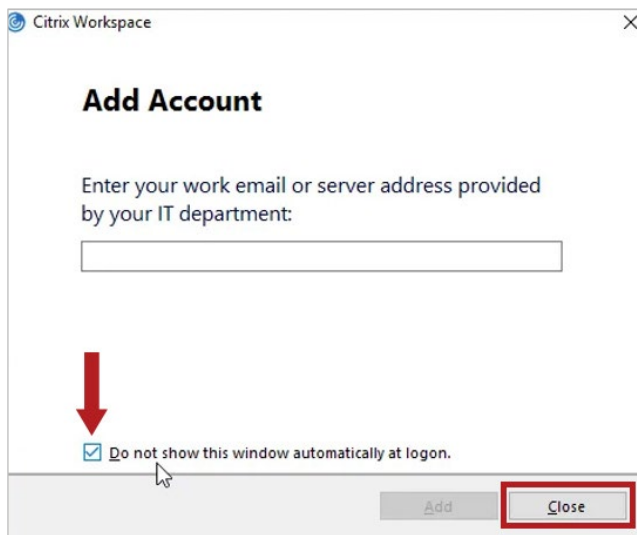 Citrix Workspace
Add Account
Enter your work email or server address provided
by your IT department:
Do not show this window automatically at logon.
Add
Close